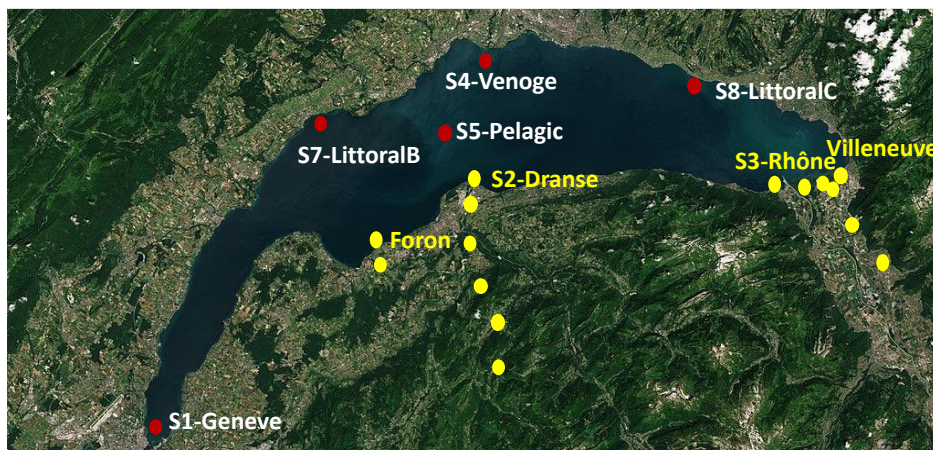 S4-Venoge
S8-LittoralC
S5-Pelagic
S7-LittoralB
Villeneuve
S3-Rhône
S2-Dranse
Foron
S1-Geneve